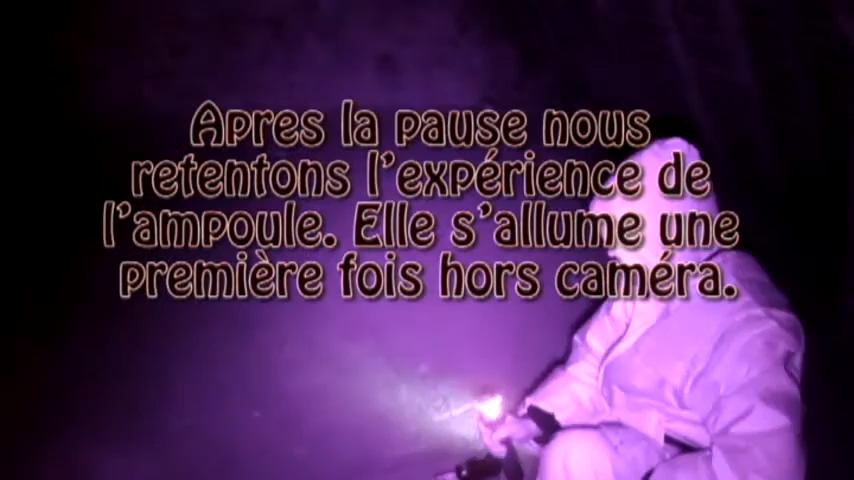 Apres la pause nous
retentons l'expérience de
l'ampoule. Elle s'allume une
première fois hors caméra.